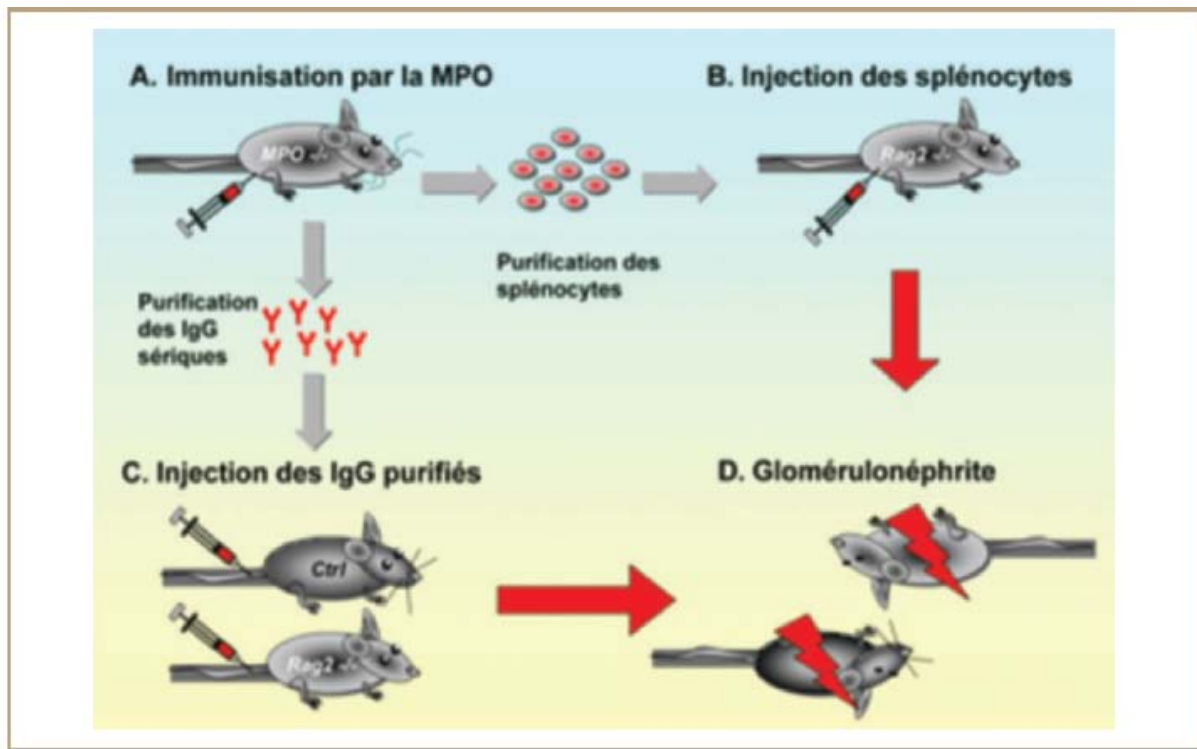 A. Immunisation par la MPO
B. Injection des splénocytes
MPO -/-
Rag2 -/-
Purification des
splénocytes
Purification
des IgG
sériques
C. Injection des IgG purifiés
D. Glomérulonéphrite
Ctrl
Rag2 -/-